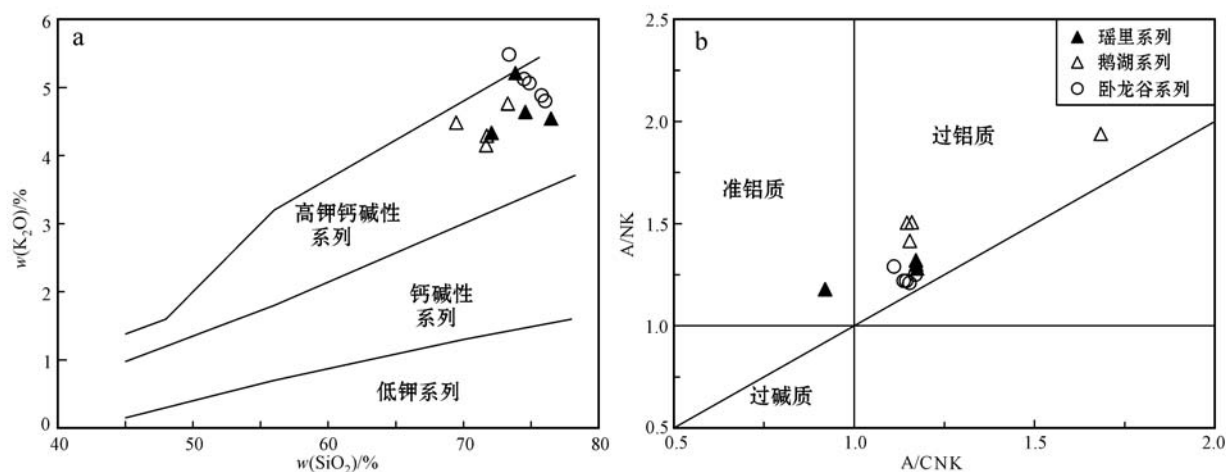 a
6
5
4
3
2
1
0
40
50
60
70
80
w(K₂O)/%
w(SiO₂)/%
高钾钙碱性
系列
钙碱性
系列
低钾系列
b
2.5
2.0
1.5
1.0
0.5
0.5
1.0
1.5
2.0
A/NK
A/CNK
瑶里系列
鹅湖系列
卧龙谷系列
过铝质
准铝质
过碱质